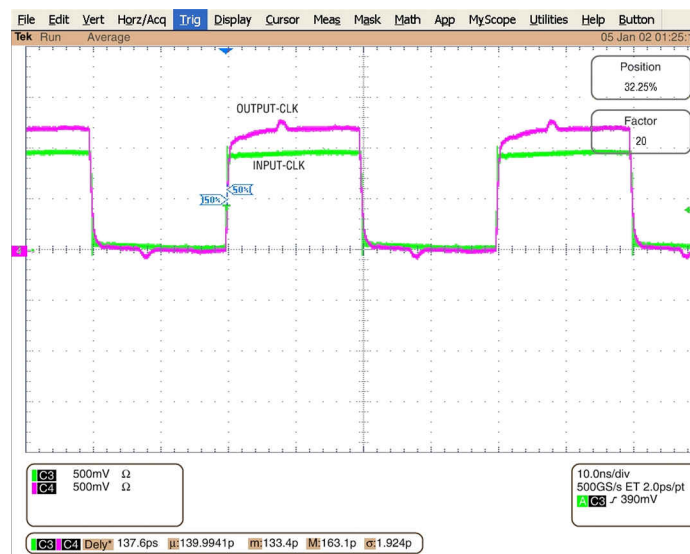 File Edit Vert Horz/Acq Trig Display Cursor Meas Mask Math App MyScope Utilities Help Button
Tek Run Average 05 Jan 02 01:25:1
Position
32.25%
OUTPUT-CLK
Factor
20
INPUT-CLK
50%
50%
4
C3 500mV Ω
C4 500mV Ω
10.0ns/div
500GS/s ET 2.0ps/pt
A C3 ∫ 390mV
C3 C4 Dely* 137.6ps µ:139.9941p m:133.4p M:163.1p σ:1.924p